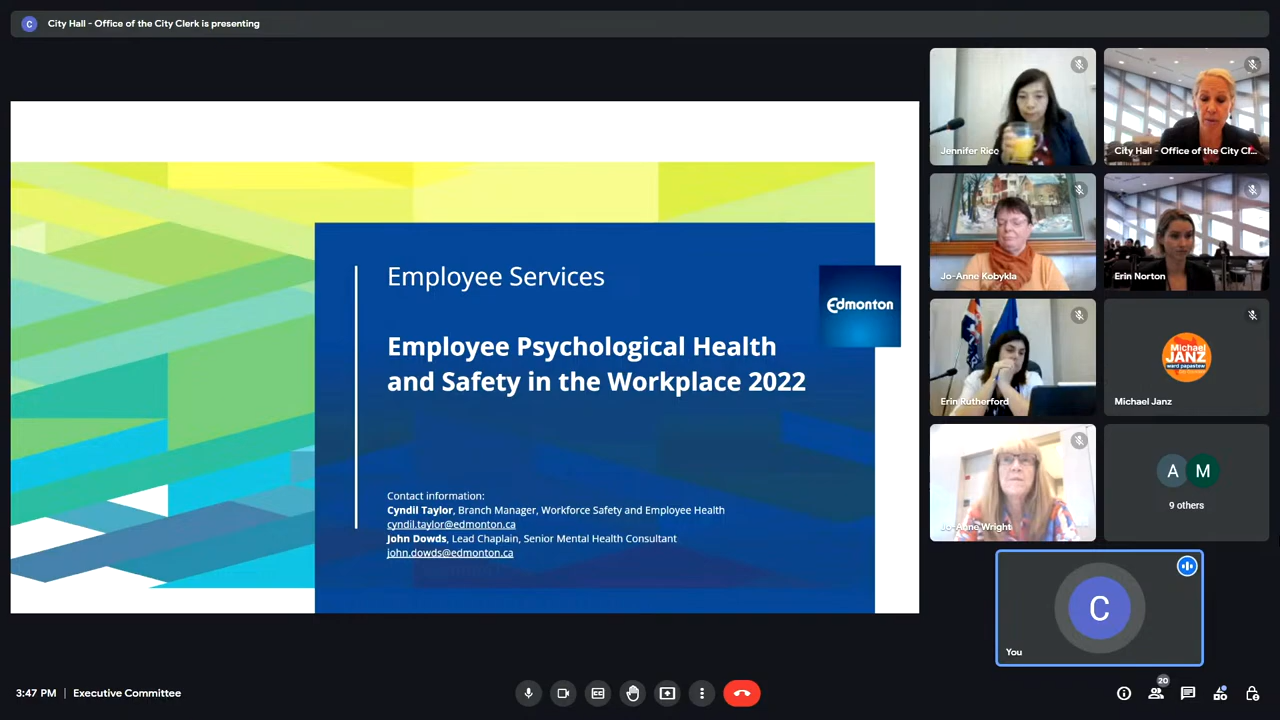 C
City Hall - Office of the City Clerk is presenting
Employee Services
Employee Psychological Health
and Safety in the Workplace 2022
Edmonton
Contact information:
Cyndil Taylor, Branch Manager, Workforce Safety and Employee Health
cyndil.taylor@edmonton.ca
John Dowds, Lead Chaplain, Senior Mental Health Consultant
john.dowds@edmonton.ca
Jennifer Rice
City Hall - Office of the City Cl...
Jo-Anne Kobylka
Erin Norton
Erin Rutherford
Michael
JANZ
ward papastew
Michael Janz
Jo-Anne Wright
A M
9 others
C
You
3:47 PM | Executive Committee
CC
20